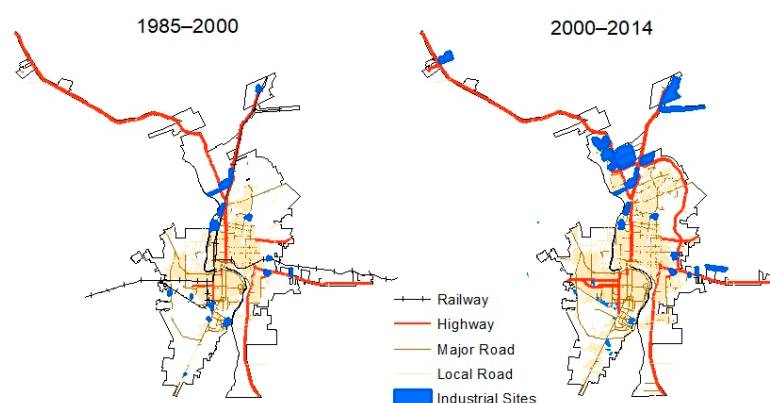 1985–2000
2000–2014
Railway
Highway
Major Road
Local Road
Industrial Sites